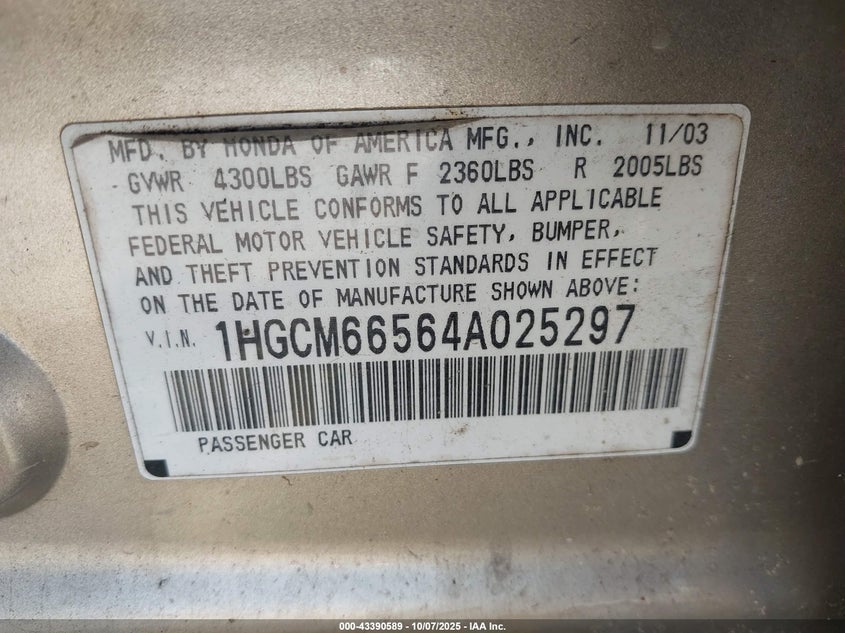 MFD. BY HONDA OF AMERICA MFG., INC. 11/03
GVWR 4300LBS GAWR F 2360LBS R 2005LBS
THIS VEHICLE CONFORMS TO ALL APPLICABLE
FEDERAL MOTOR VEHICLE SAFETY, BUMPER,
AND THEFT PREVENTION STANDARDS IN EFFECT
ON THE DATE OF MANUFACTURE SHOWN ABOVE:
V.I.N. 1HGCM66564A025297
PASSENGER CAR
000-43390589 - 10/07/2025 - IAA Inc.